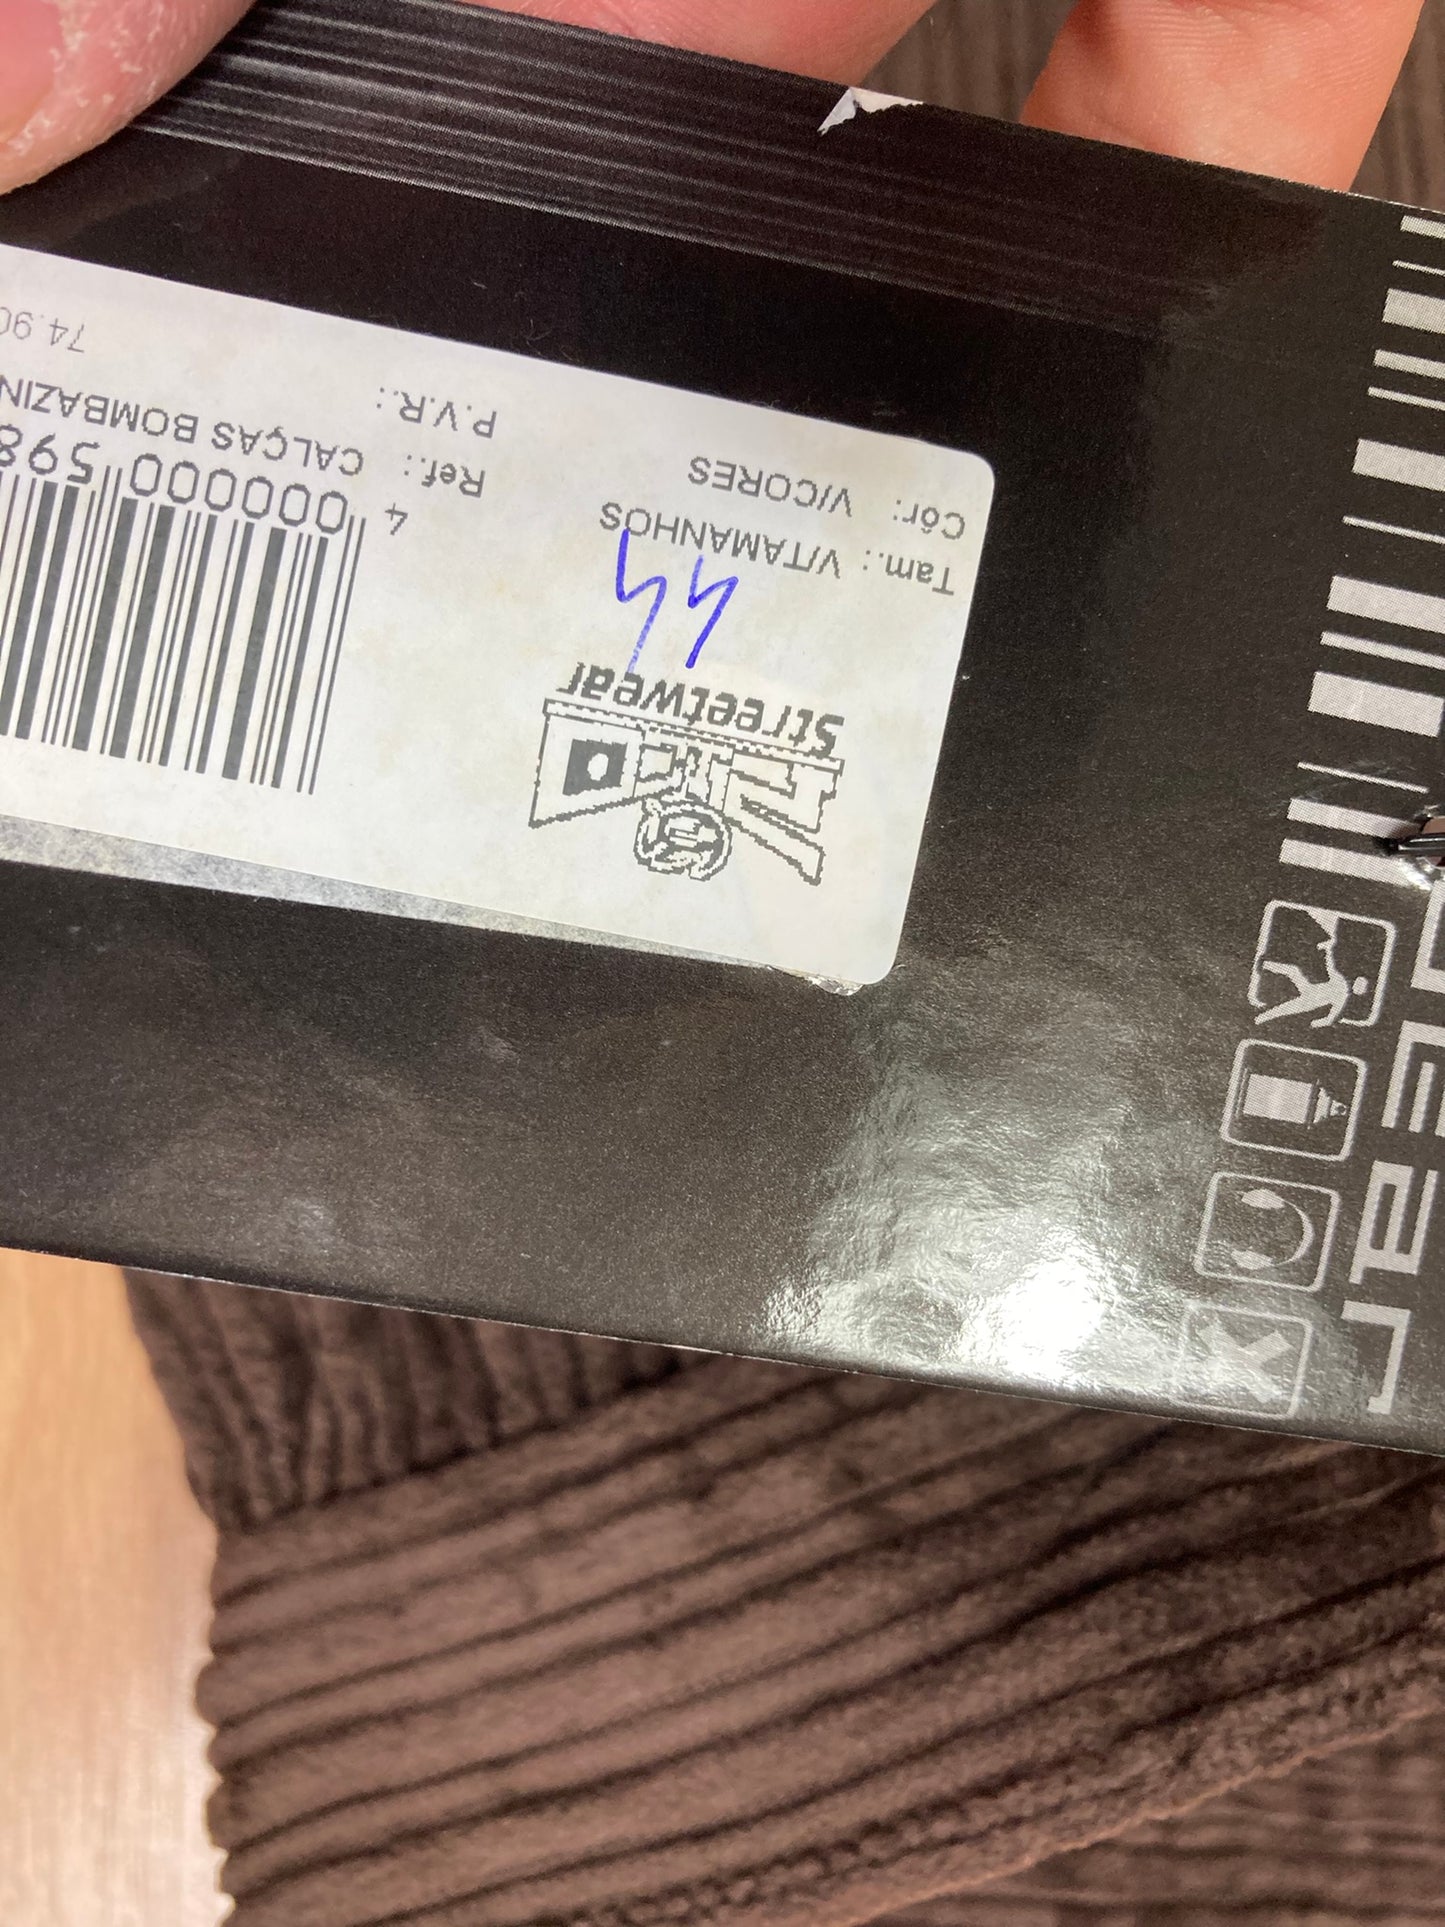 Streetwear
44
Tam.: V/TAMANHOS
Côr: V/CORES
4 000000 598
Ref.: CALÇAS BOMBAZIN
P.V.R.: 74.90